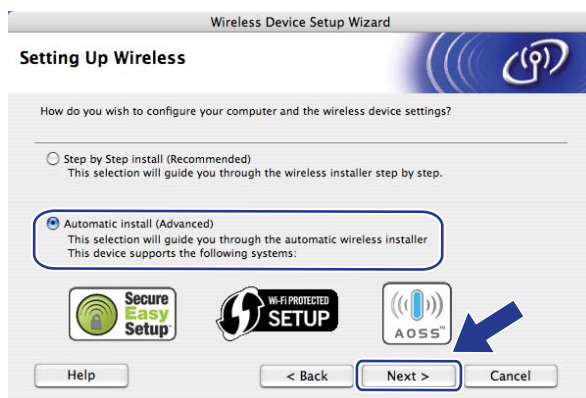 Wireless Device Setup Wizard
Setting Up Wireless
How do you wish to configure your computer and the wireless device settings?
Step by Step install (Recommended)
This selection will guide you through the wireless installer step by step.
Automatic install (Advanced)
This selection will guide you through the automatic wireless installer
This device supports the following systems:
Secure
Easy
Setup
Wi-Fi PROTECTED
SETUP
AOSS™
Help
< Back
Next >
Cancel